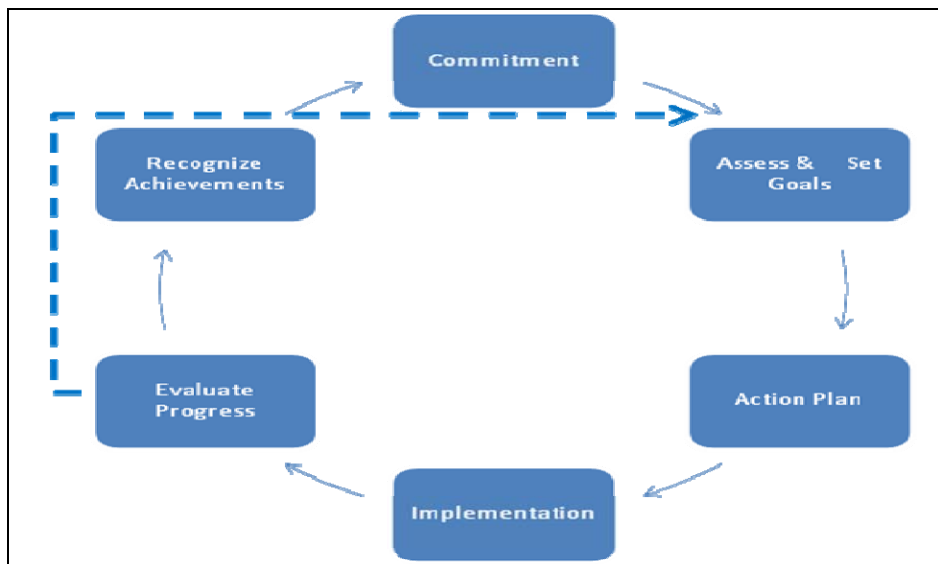 Commitment
Assess & Set
Goals
Action Plan
Implementation
Evaluate
Progress
Recognize
Achievements